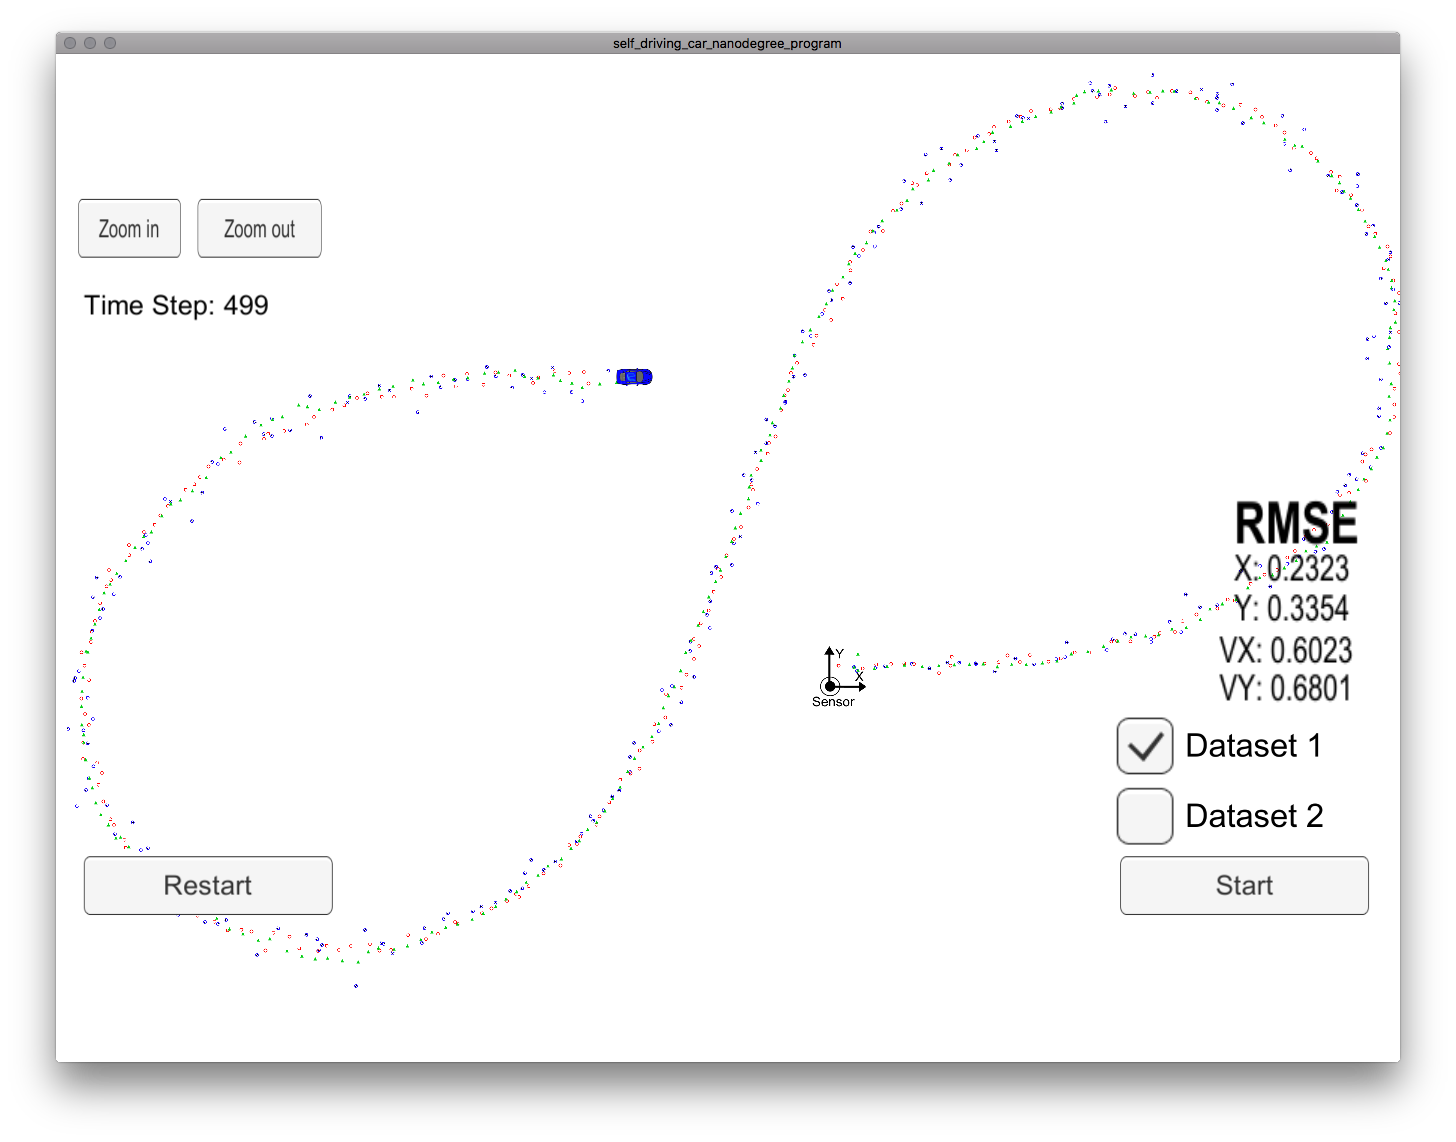 self_driving_car_nanodegree_program
Zoom in
Zoom out
Time Step: 499
RMSE
X: 0.2323
Y: 0.3354
VX: 0.6023
VY: 0.6801
Y
X
Sensor
Dataset 1
Dataset 2
Restart
Start